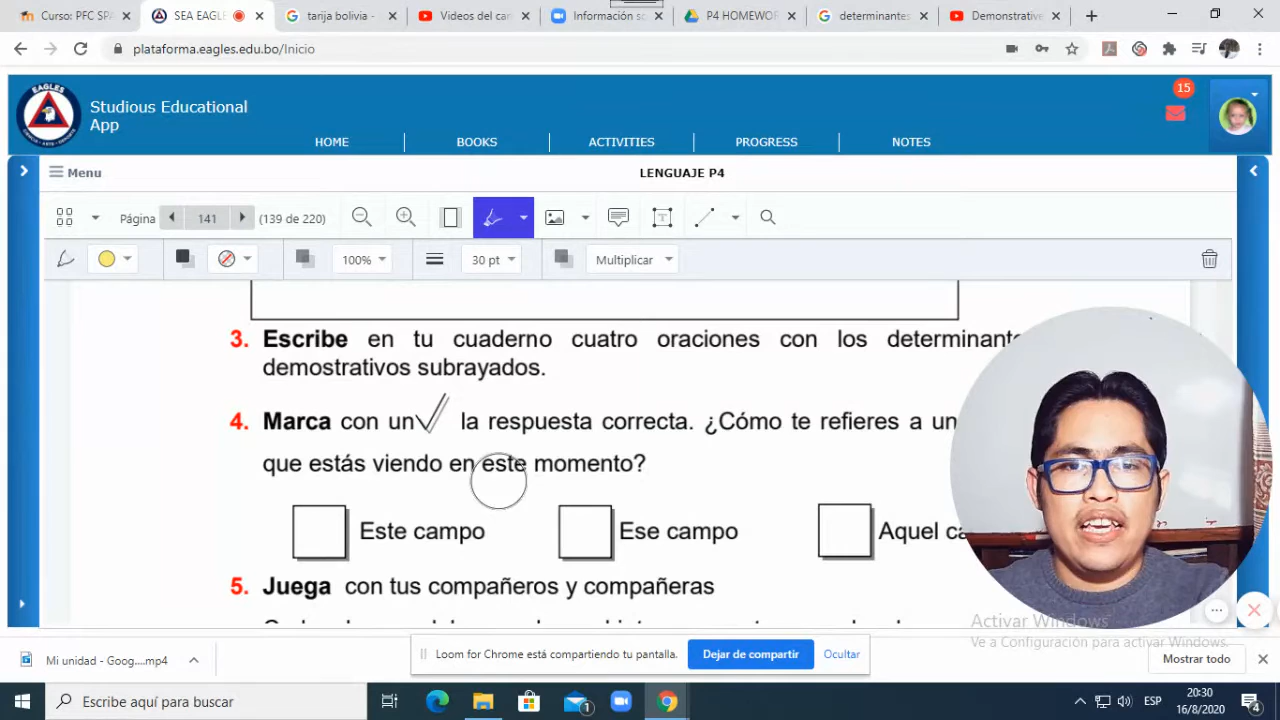 Curso: PFC SP
SEA EAGLE
tarija bolivia -
Videos del car
Información so
P4 HOMEWOR
determinantes
Demonstrative
plataforma.eagles.edu.bo/Inicio
EAGLES
Studious Educational
App
15
HOME
BOOKS
ACTIVITIES
PROGRESS
NOTES
Menu
LENGUAJE P4
Página
141
(139 de 220)
100%
30 pt
Multiplicar
3. Escribe en tu cuaderno cuatro oraciones con los determinant
demostrativos subrayados.
4. Marca con un la respuesta correcta. ¿Cómo te refieres a un
que estás viendo en este momento?
Este campo
Ese campo
Aquel ca
5. Juega con tus compañeros y compañeras
Activar Windows
Ve a Configuración para activar Windows.
Mi unidad - Goog....mp4
Loom for Chrome está compartiendo tu pantalla.
Dejar de compartir
Ocultar
Mostrar todo
Escribe aquí para buscar
1
ESP
20:30
16/8/2020
4